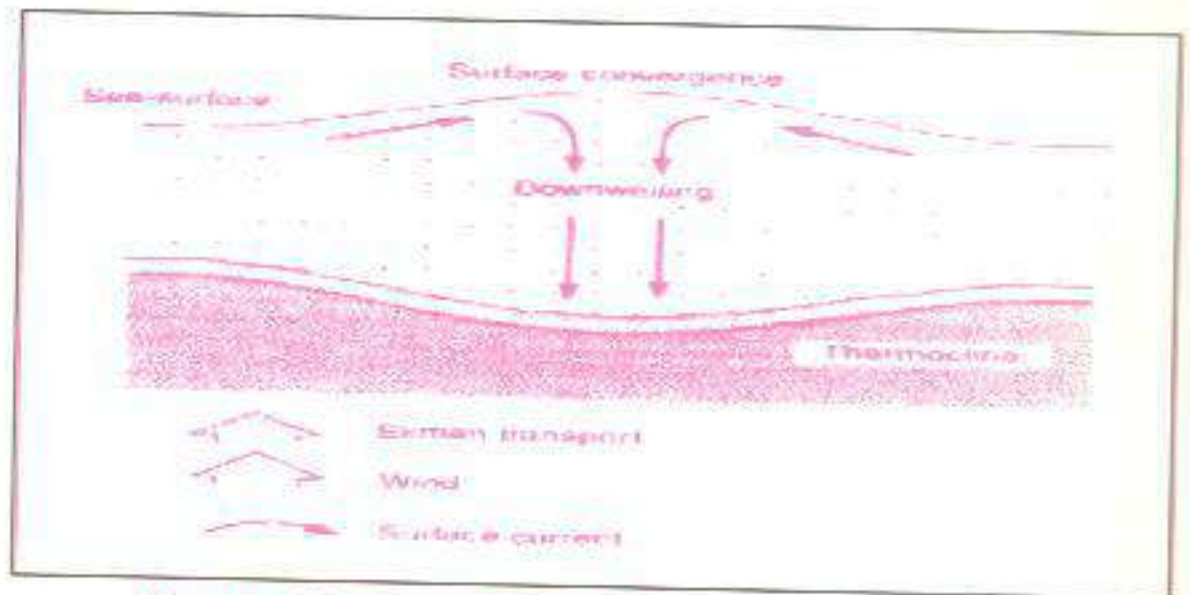 Surface convergence
Sea-surface
Downwelling
Thermocline
Ekman transport
Wind
Surface current